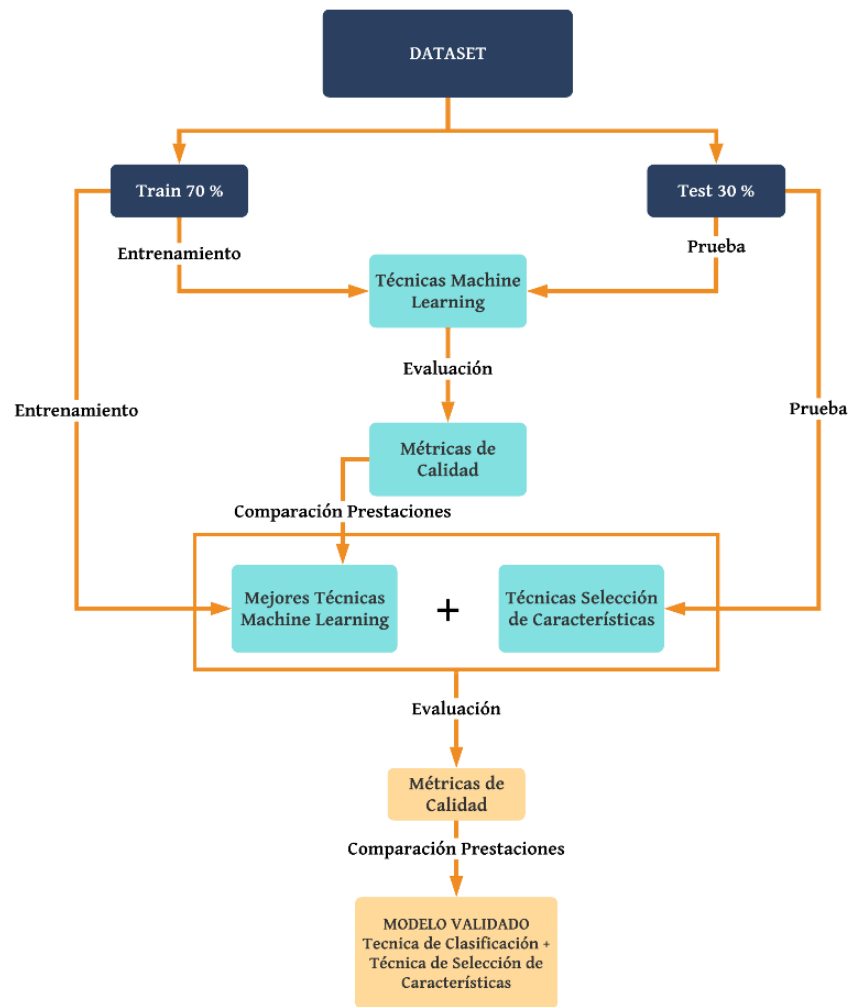 DATASET
Train 70 %
Test 30 %
Entrenamiento
Prueba
Técnicas Machine
Learning
Evaluación
Entrenamiento
Prueba
Métricas de
Calidad
Comparación Prestaciones
Mejores Técnicas
Machine Learning
+
Técnicas Selección
de Características
Evaluación
Métricas de
Calidad
Comparación Prestaciones
MODELO VALIDADO
Tecnica de Clasificación +
Técnica de Selección de
Características